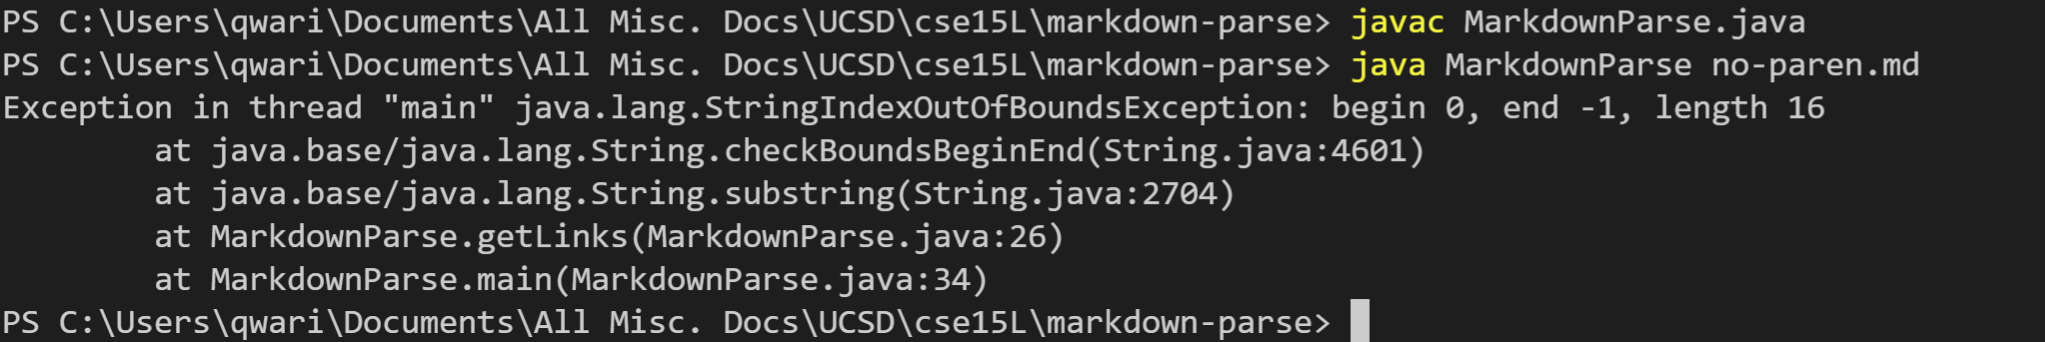 PS C:\Users\qwari\Documents\All Misc. Docs\UCSD\cse15L\markdown-parse> javac MarkdownParse.java
PS C:\Users\qwari\Documents\All Misc. Docs\UCSD\cse15L\markdown-parse> java MarkdownParse no-paren.md
Exception in thread "main" java.lang.StringIndexOutOfBoundsException: begin 0, end -1, length 16
        at java.base/java.lang.String.checkBoundsBeginEnd(String.java:4601)
        at java.base/java.lang.String.substring(String.java:2704)
        at MarkdownParse.getLinks(MarkdownParse.java:26)
        at MarkdownParse.main(MarkdownParse.java:34)
PS C:\Users\qwari\Documents\All Misc. Docs\UCSD\cse15L\markdown-parse>